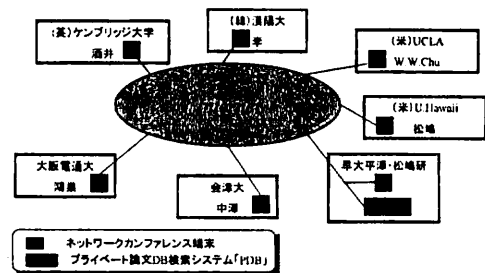 (英)ケンブリッジ大学
酒井
(韓)漢陽大
李
(米)UCLA
W.W.Chu
(米)U.Hawaii
松嶋
大阪電通大
鴻巣
会津大
中澤
早大平澤・松嶋研
ネットワークカンファレンス端末
プライベート論文DB検索システム「PDB」